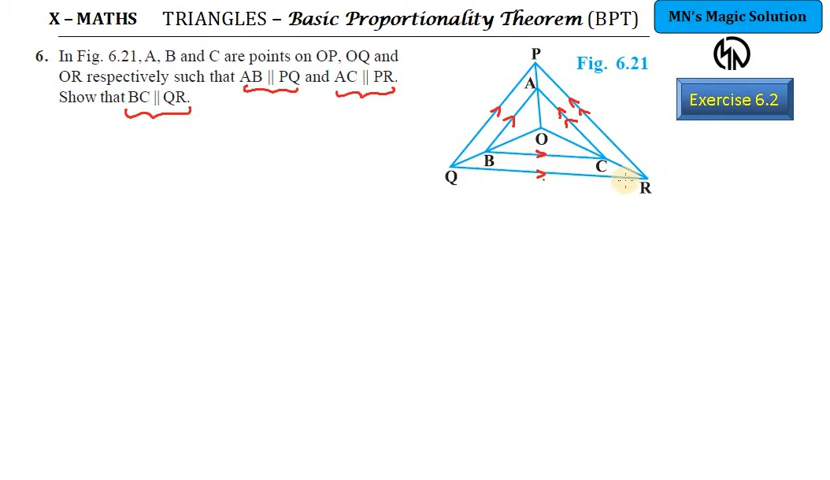 X – MATHS TRIANGLES – Basic Proportionality Theorem (BPT)
MN's Magic Solution
6. In Fig. 6.21, A, B and C are points on OP, OQ and
OR respectively such that AB || PQ and AC || PR.
Show that BC || QR.
Fig. 6.21
Exercise 6.2
P
A
O
B
C
Q
R